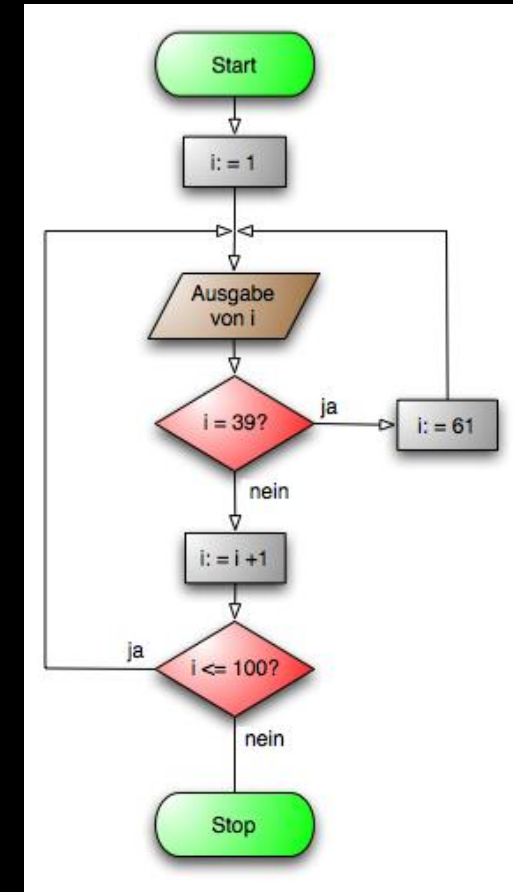 Start
i: = 1
Ausgabe
von i
i = 39?
ja
i: = 61
nein
i: = i +1
ja
i <= 100?
nein
Stop